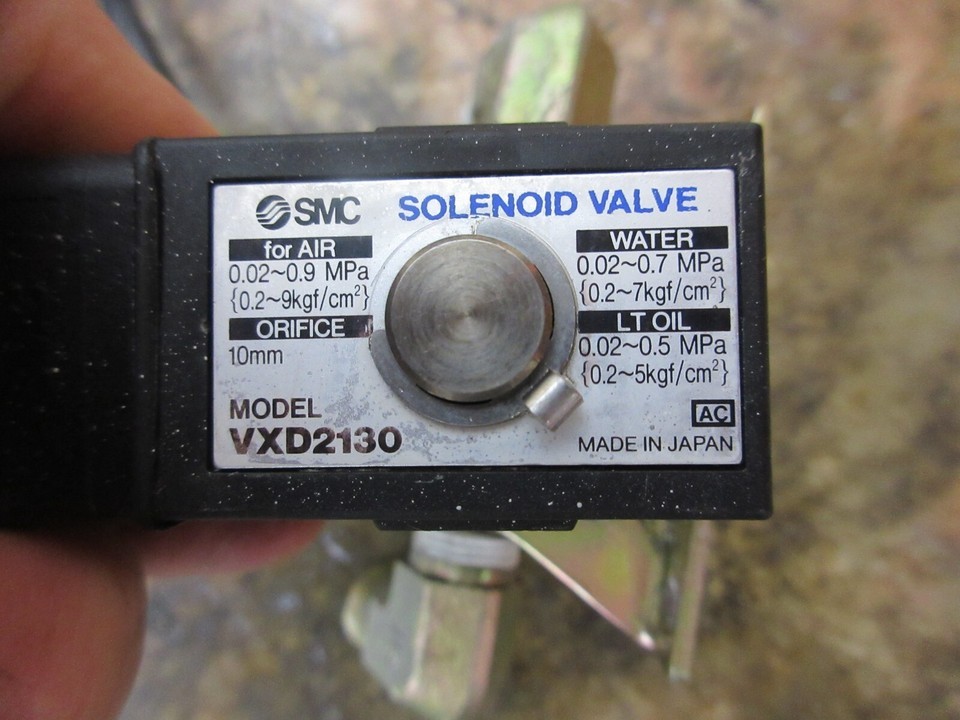 SMC SOLENOID VALVE
for AIR
0.02~0.9 MPa
{0.2~9kgf/cm²}
ORIFICE
10mm
MODEL
VXD2130
WATER
0.02~0.7 MPa
{0.2~7kgf/cm²}
LT OIL
0.02~0.5 MPa
{0.2~5kgf/cm²}
AC
MADE IN JAPAN